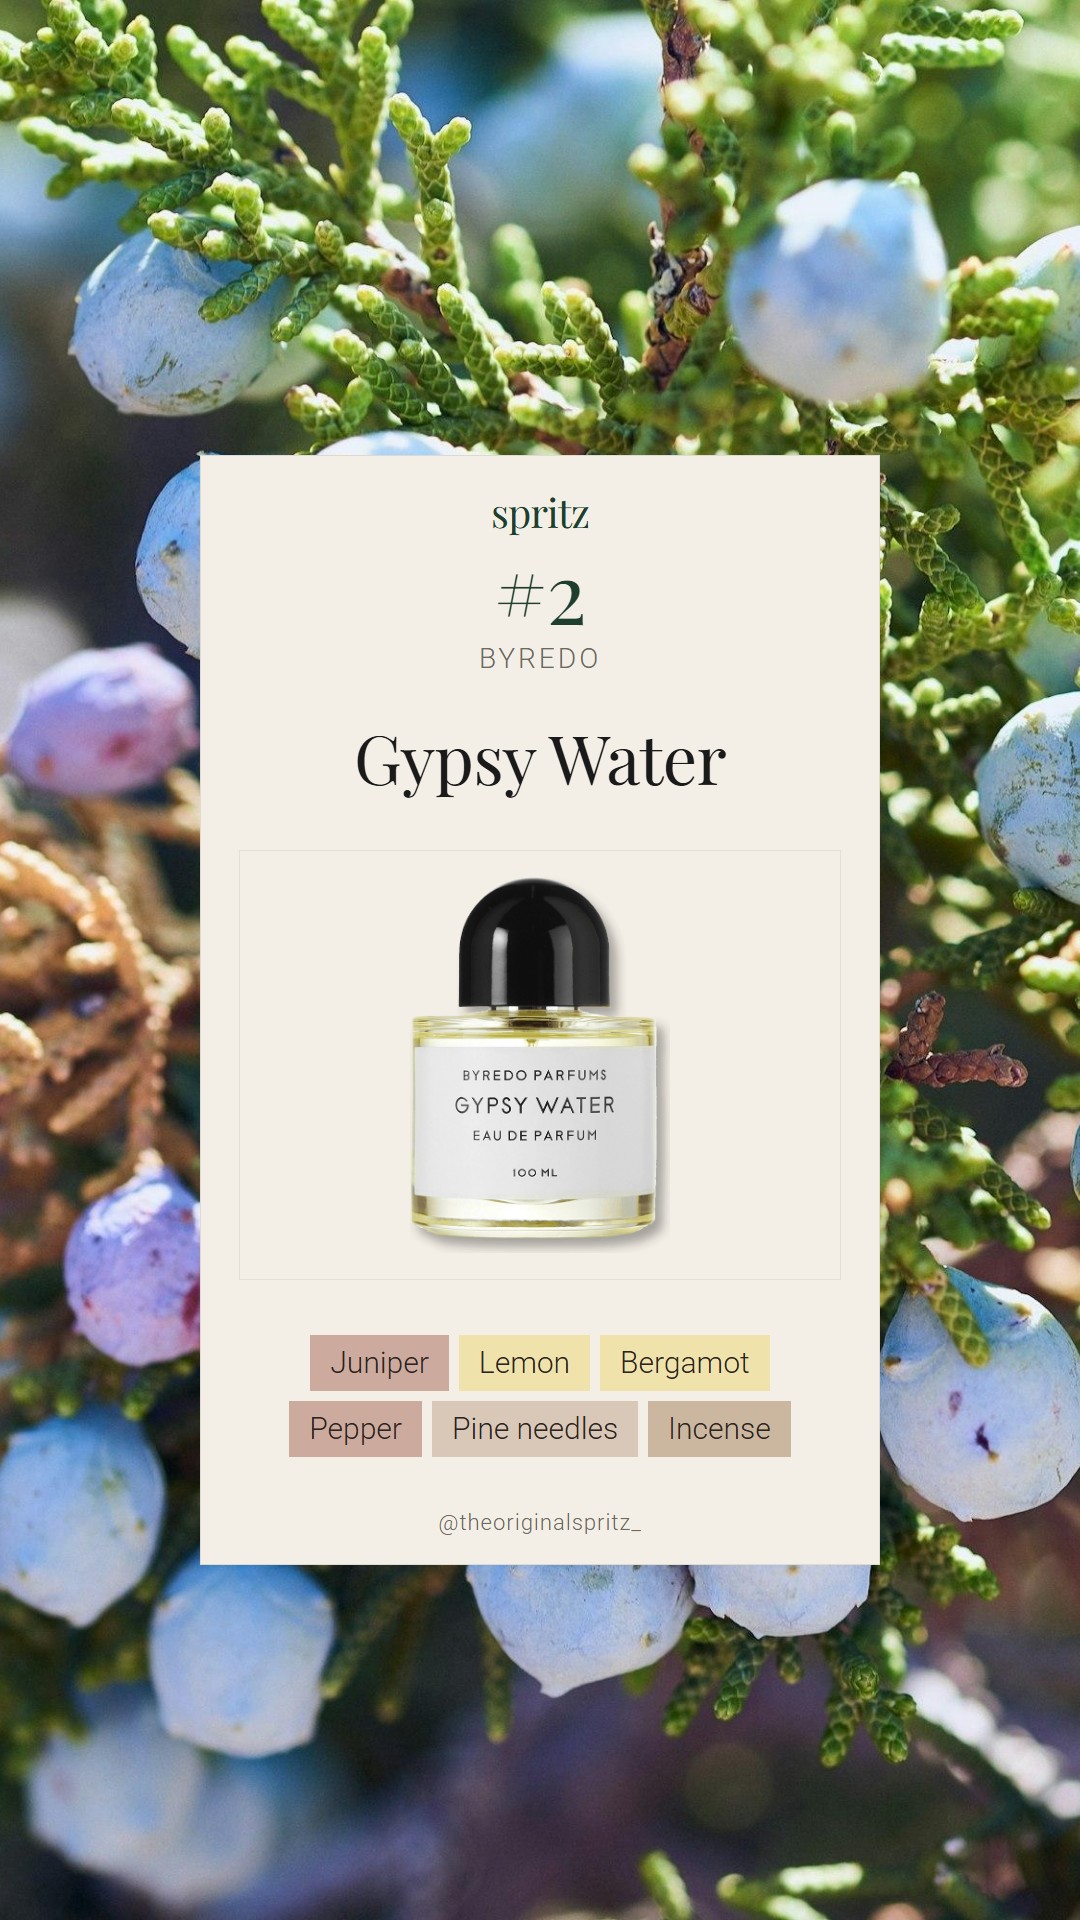 spritz
#2
BYREDO
Gypsy Water
BYREDO PARFUMS
GYPSY WATER
EAU DE PARFUM
100 ML
Juniper Lemon Bergamot
Pepper Pine needles Incense
@theoriginalspritz_